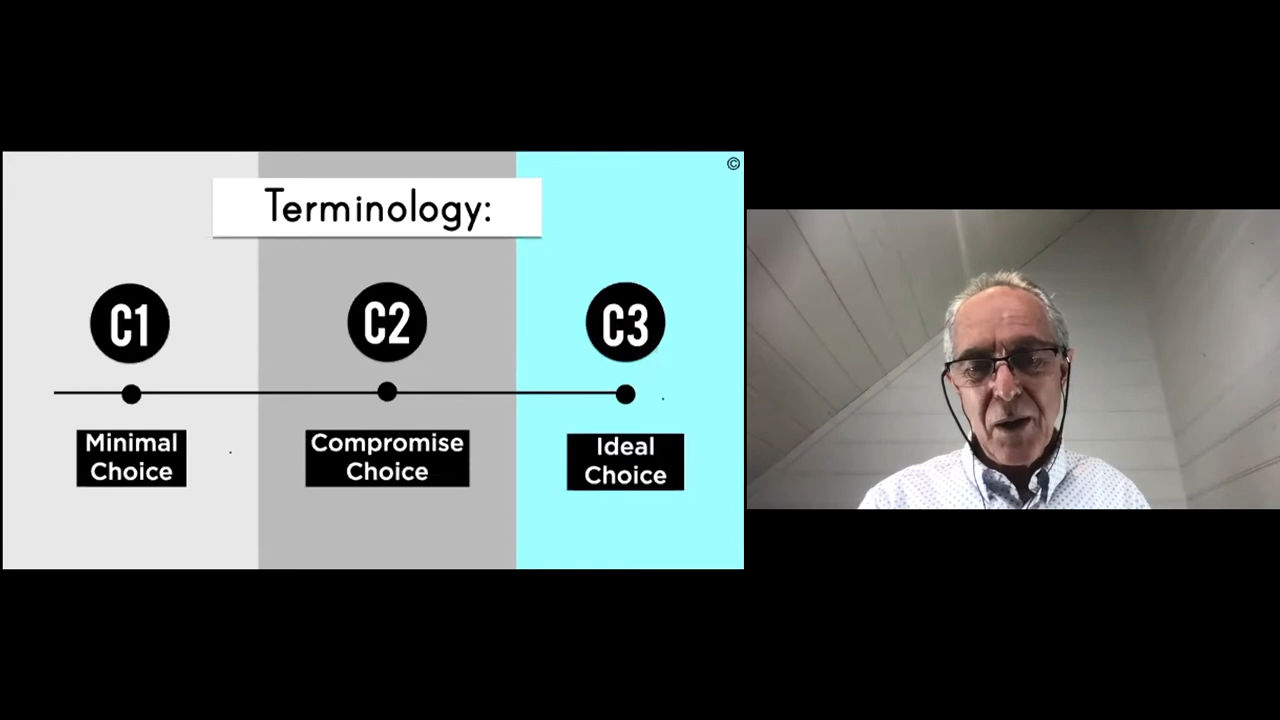 ©
Terminology:
C1
C2
C3
Minimal
Choice
Compromise
Choice
Ideal
Choice